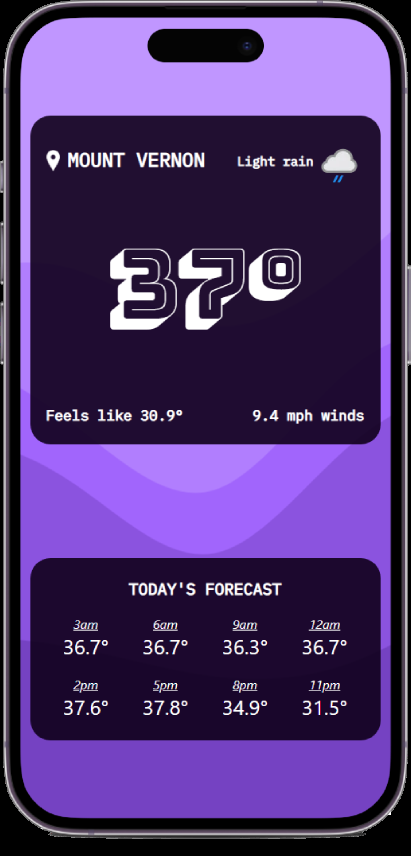 MOUNT VERNON Light rain
37°
Feels like 30.9° 9.4 mph winds
TODAY'S FORECAST
3am 6am 9am 12am
36.7° 36.7° 36.3° 36.7°
2pm 5pm 8pm 11pm
37.6° 37.8° 34.9° 31.5°